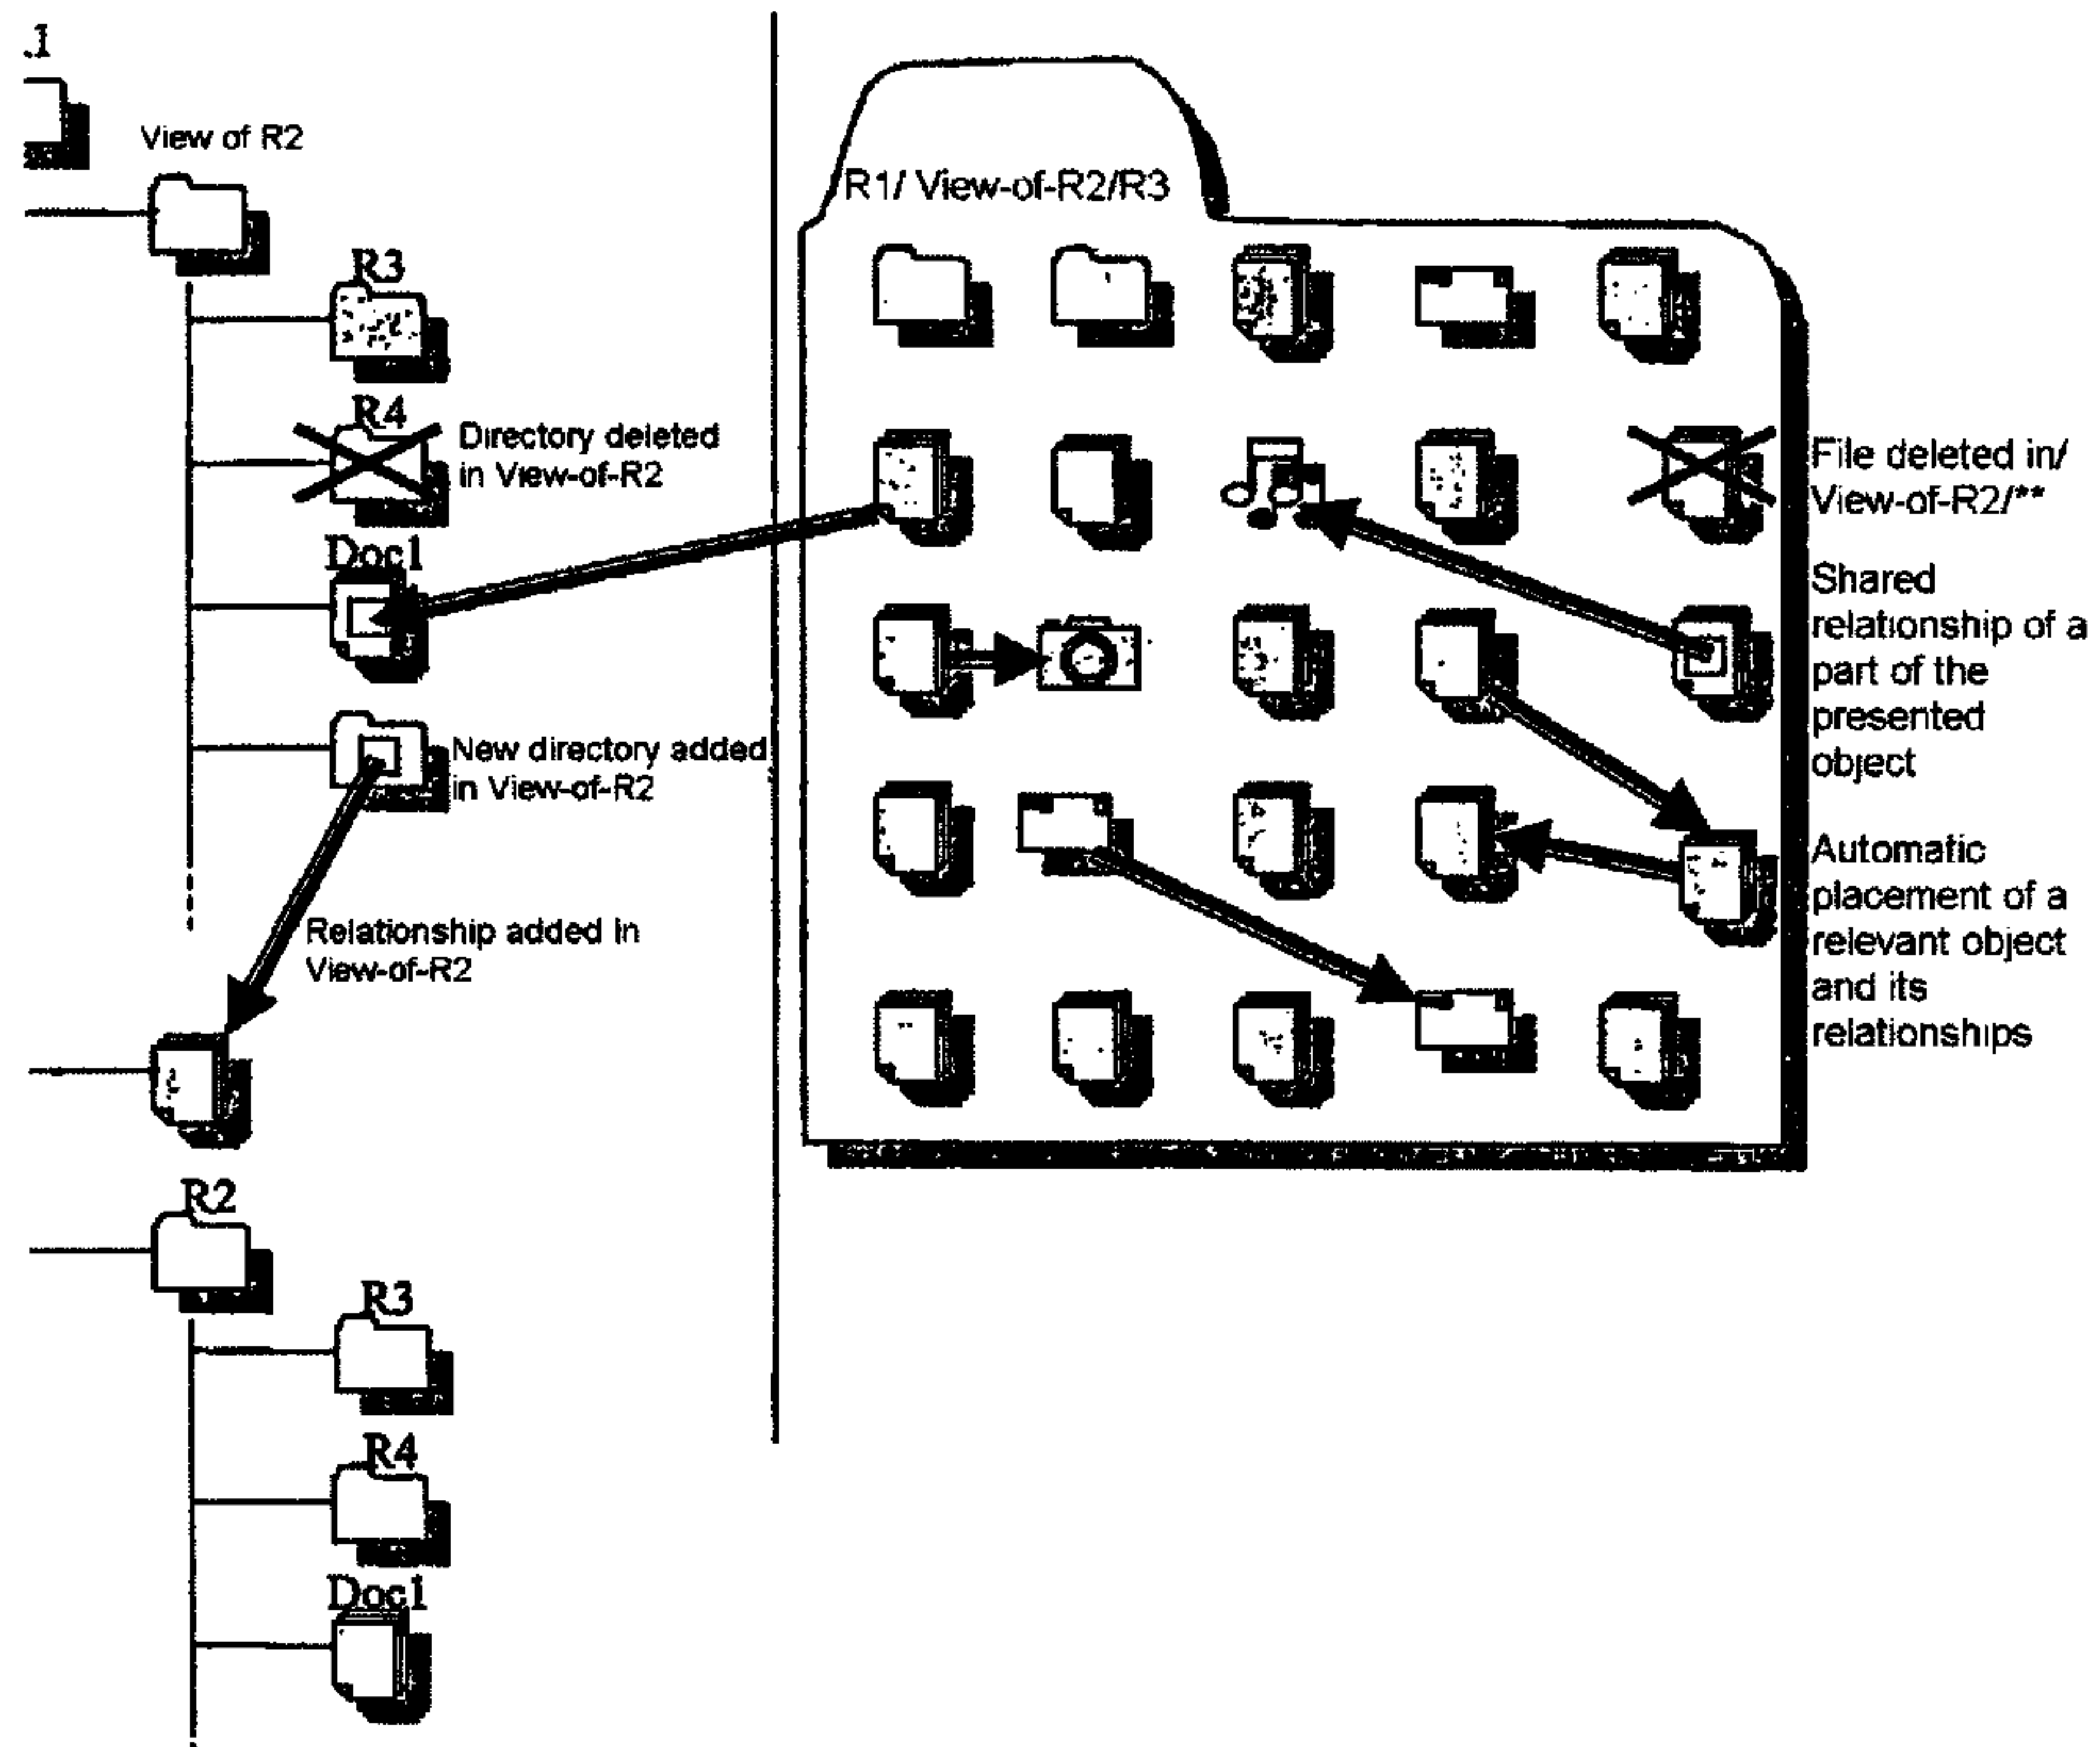 .1
View of R2
R3
R4
Directory deleted
in View-of-R2
Doc1
New directory added
in View-of-R2
Relationship added in
View-of-R2
R2
R3
R4
Doc1
R1/ View-of-R2/R3
File deleted in/
View-of-R2/**
Shared
relationship of a
part of the
presented
object
Automatic
placement of a
relevant object
and its
relationships